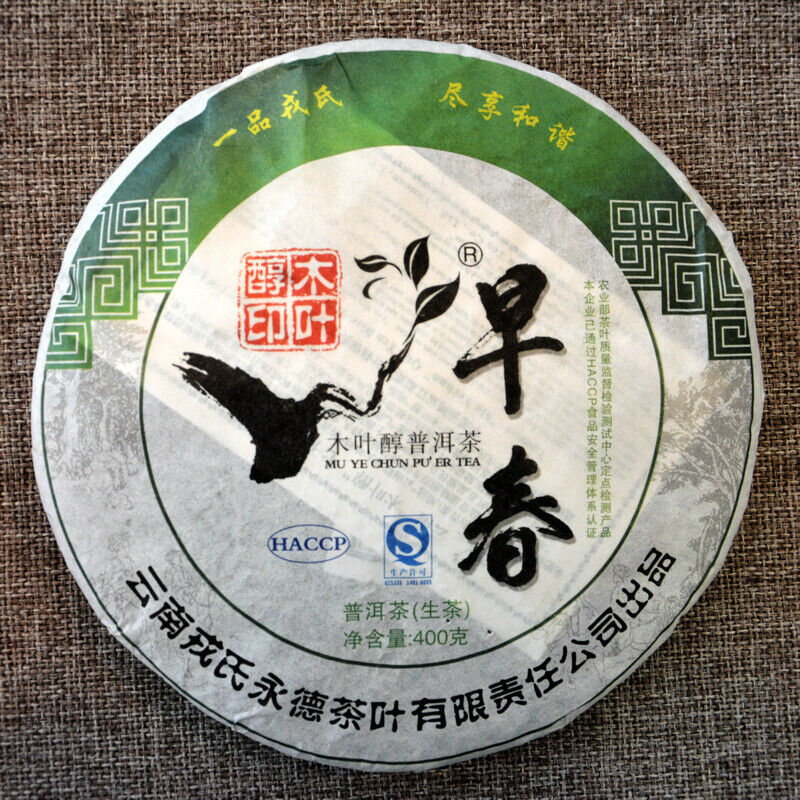 一品戎氏 尽享和谐
木叶
醇印
®
早春
农业部茶叶质量监督检验测试中心定点检测产品
本企业已通过HACCP食品安全管理体系认证
木叶醇普洱茶
MU YE CHUN PU'ER TEA
HACCP
生产许可
普洱茶(生茶)
净含量:400克
云南戎氏永德茶叶有限责任公司出品